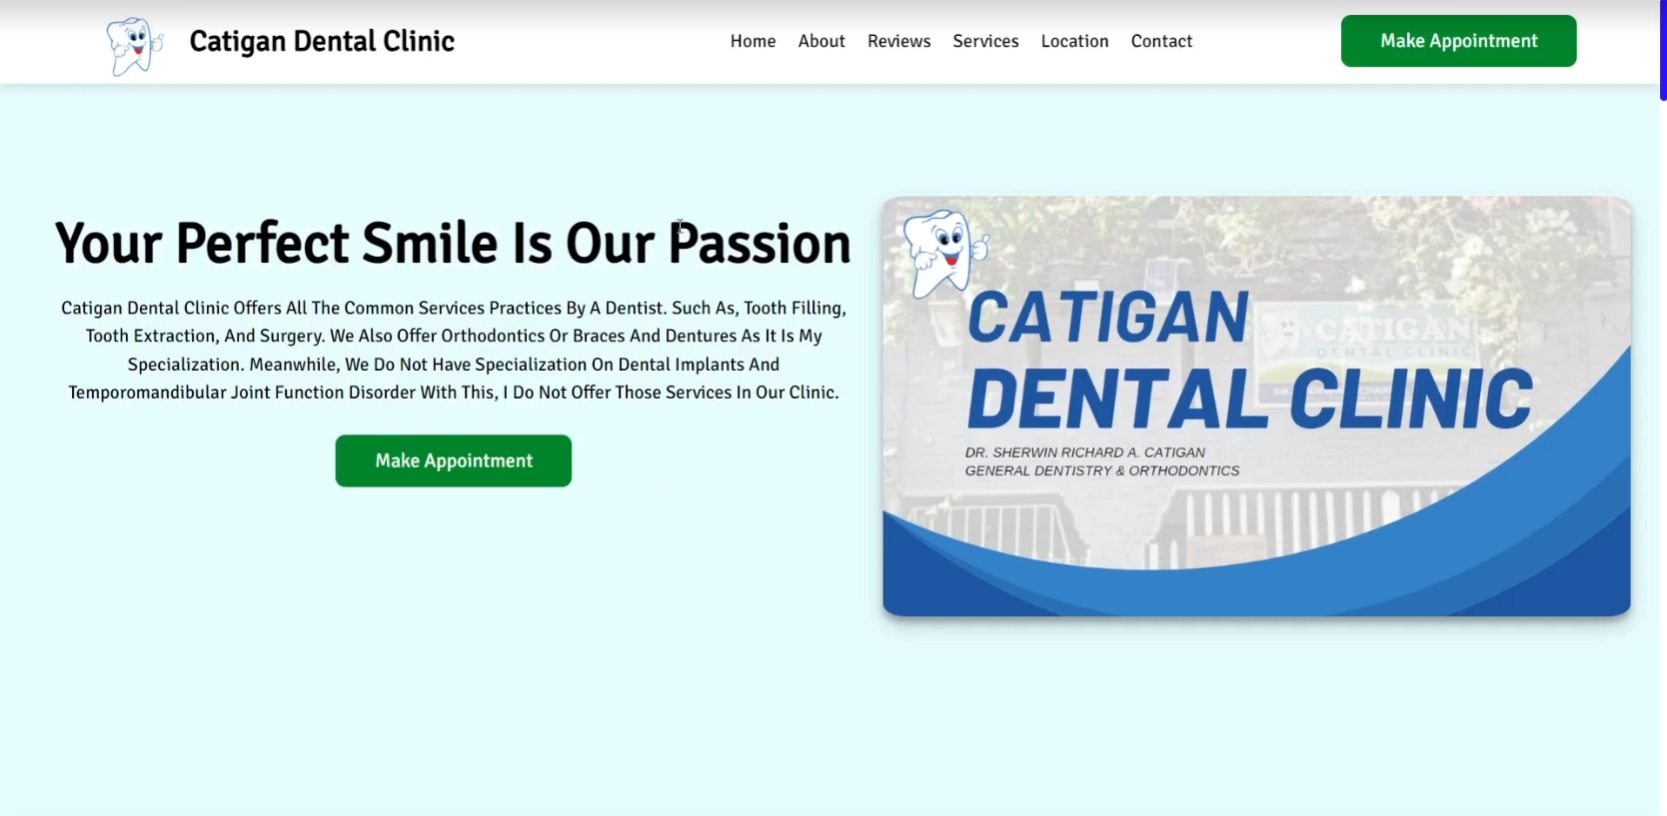 Catigan Dental Clinic
Home About Reviews Services Location Contact
Make Appointment
Your Perfect Smile Is Our Passion
Catigan Dental Clinic Offers All The Common Services Practices By A Dentist. Such As, Tooth Filling,
Tooth Extraction, And Surgery. We Also Offer Orthodontics Or Braces And Dentures As It Is My
Specialization. Meanwhile, We Do Not Have Specialization On Dental Implants And
Temporomandibular Joint Function Disorder With This, I Do Not Offer Those Services In Our Clinic.
Make Appointment
CATIGAN
DENTAL CLINIC
DR. SHERWIN RICHARD A. CATIGAN
GENERAL DENTISTRY & ORTHODONTICS
CATIGAN
DENTAL CLINIC